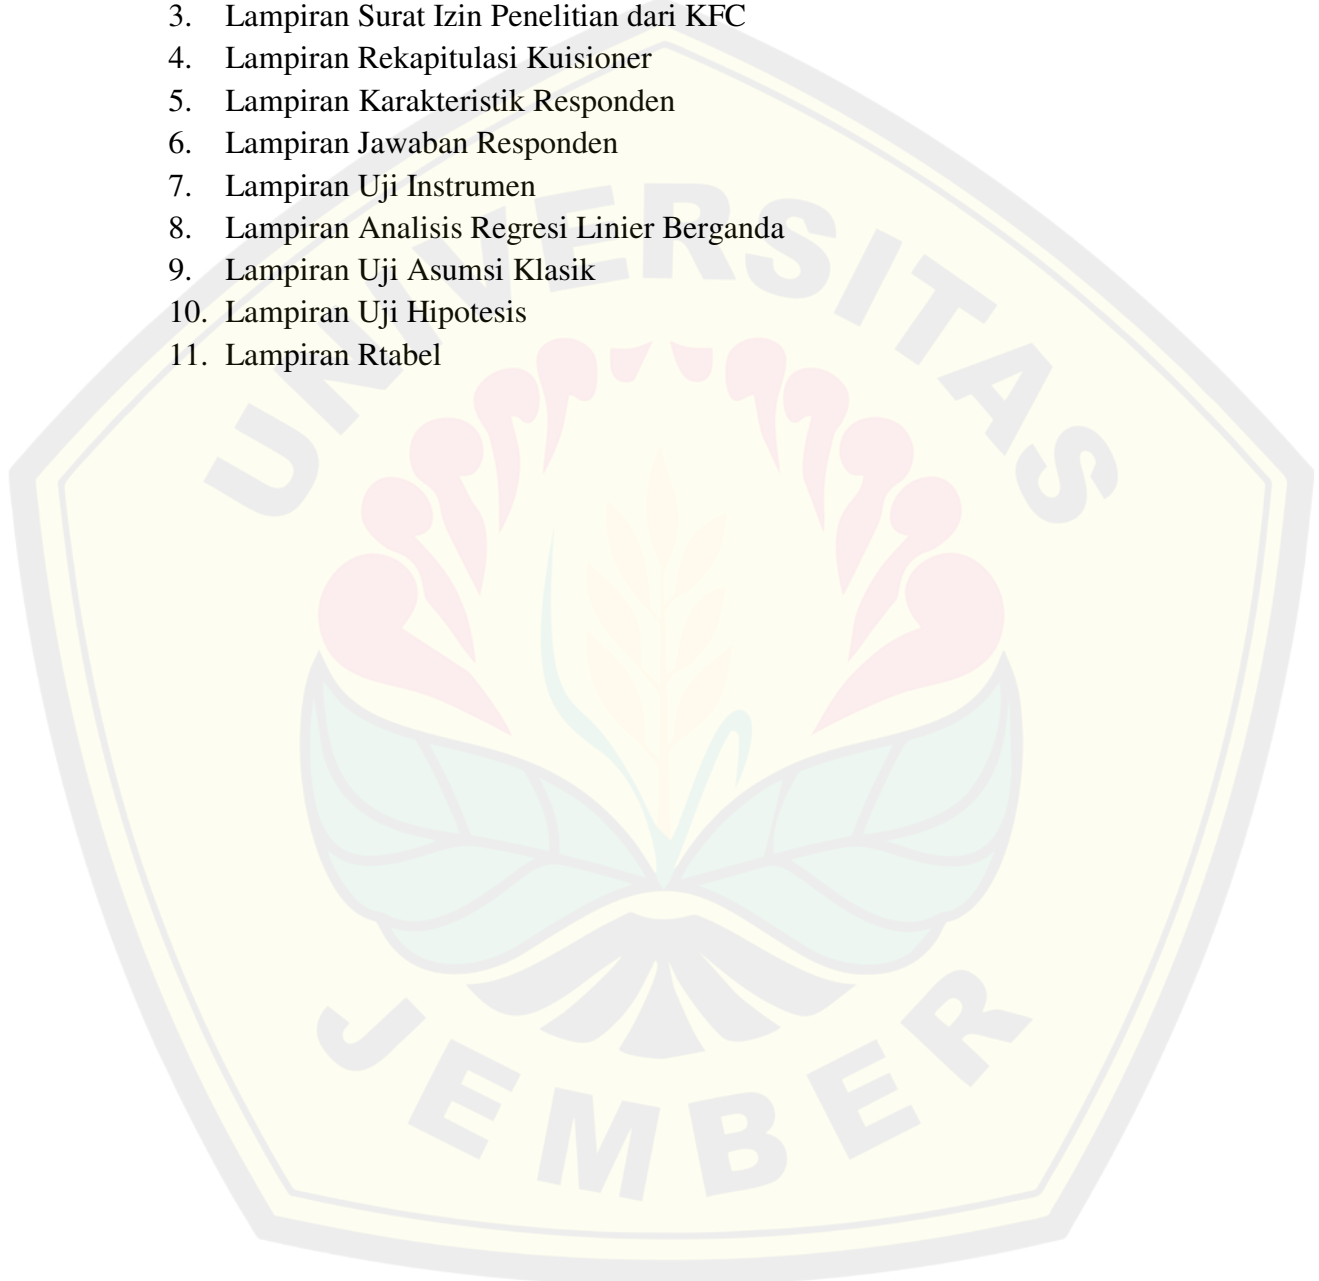 3. Lampiran Surat Izin Penelitian dari KFC
4. Lampiran Rekapitulasi Kuisioner
5. Lampiran Karakteristik Responden
6. Lampiran Jawaban Responden
7. Lampiran Uji Instrumen
8. Lampiran Analisis Regresi Linier Berganda
9. Lampiran Uji Asumsi Klasik
10. Lampiran Uji Hipotesis
11. Lampiran Rtabel
UNIVERSITAS
JEMBER